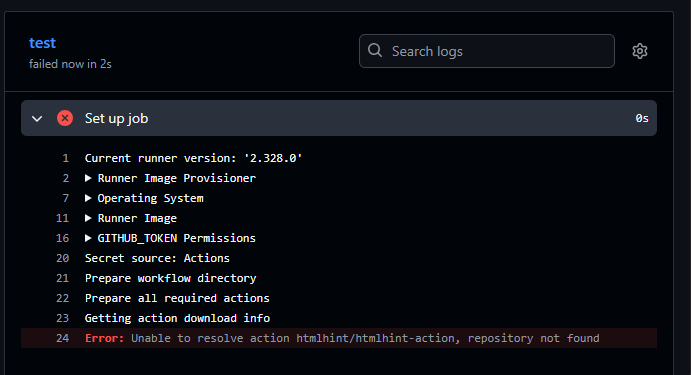 test
failed now in 2s
Search logs
Set up job 0s
1 Current runner version: '2.328.0'
2 ▶ Runner Image Provisioner
7 ▶ Operating System
11 ▶ Runner Image
16 ▶ GITHUB_TOKEN Permissions
20 Secret source: Actions
21 Prepare workflow directory
22 Prepare all required actions
23 Getting action download info
24 Error: Unable to resolve action htmlhint/htmlhint-action, repository not found